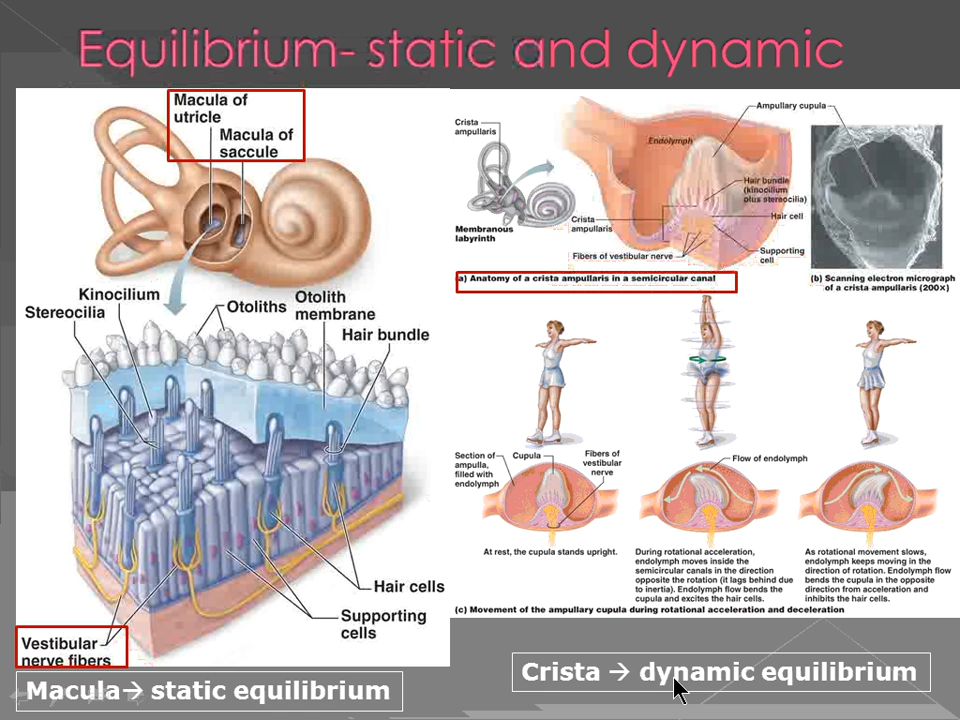 Equilibrium- static and dynamic
Macula of
utricle
Macula of
saccule
Kinocilium
Stereocilia
Otoliths
Otolith
membrane
Hair bundle
Hair cells
Supporting
cells
Vestibular
nerve fibers
Macula→ static equilibrium
Crista
ampullaris
Membranous
labyrinth
Endolymph
Ampullary cupula
Hair bundle
(kinocilium
plus stereocilia)
Hair cell
Crista
ampullaris
Fibers of vestibular nerve
Supporting
cell
a) Anatomy of a crista ampullaris in a semicircular canal
(b) Scanning electron micrograph
of a crista ampullaris (200×)
Section of
ampulla,
filled with
endolymph
Cupula
Fibers of
vestibular
nerve
Flow of endolymph
At rest, the cupula stands upright.
During rotational acceleration,
endolymph moves inside the
semicircular canals in the direction
opposite the rotation (it lags behind due
to inertia). Endolymph flow bends the
cupula and excites the hair cells.
As rotational movement slows,
endolymph keeps moving in the
direction of rotation. Endolymph flow
bends the cupula in the opposite
direction from acceleration and
inhibits the hair cells.
(c) Movement of the ampullary cupula during rotational acceleration and deceleration
Crista → dynamic equilibrium